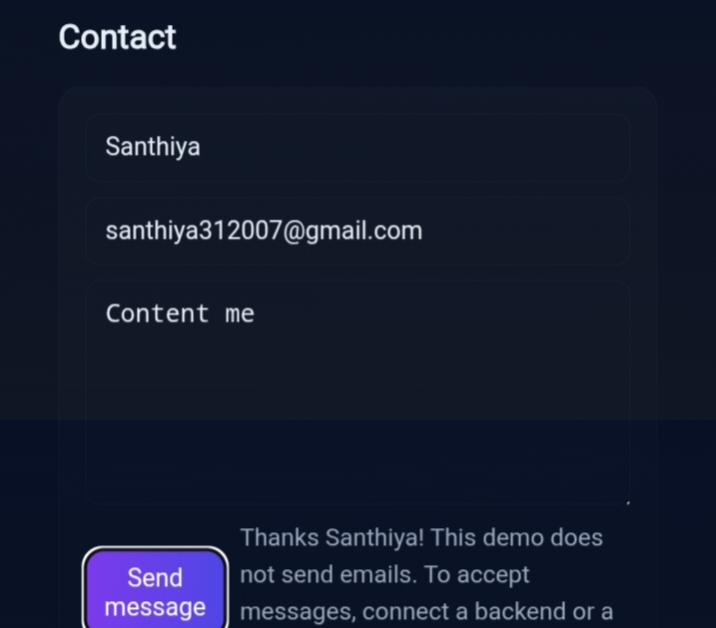 Contact
Santhiya
santhiya312007@gmail.com
Content me
Thanks Santhiya! This demo does
not send emails. To accept
messages, connect a backend or a
Send
message